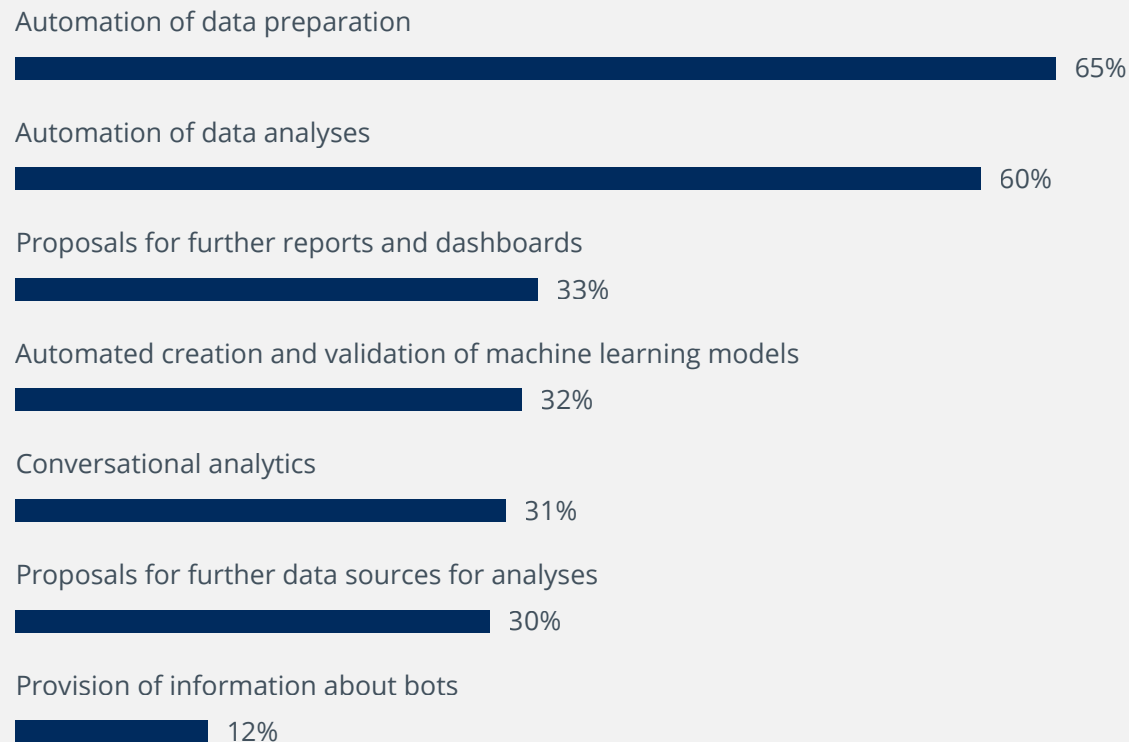 Automation of data preparation
65%
Automation of data analyses
60%
Proposals for further reports and dashboards
33%
Automated creation and validation of machine learning models
32%
Conversational analytics
31%
Proposals for further data sources for analyses
30%
Provision of information about bots
12%